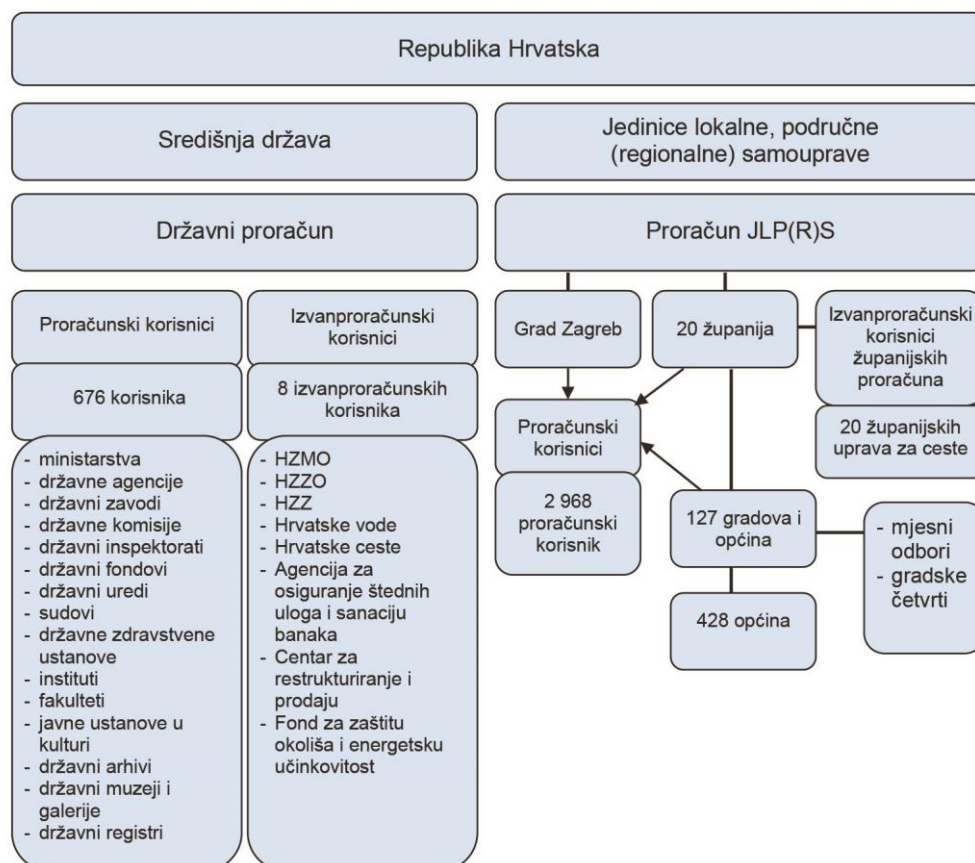 Republika Hrvatska
Središnja država
Jedinice lokalne, područne
(regionalne) samouprave
Državni proračun
Proračun JLP(R)S
Proračunski korisnici
Izvanproračunski
korisnici
676 korisnika
8 izvanproračunskih
korisnika
- ministarstva
- državne agencije
- državni zavodi
- državne komisije
- državni inspektorati
- državni fondovi
- državni uredi
- sudovi
- državne zdravstvene
ustanove
- instituti
- fakulteti
- javne ustanove u
kulturi
- državni arhivi
- državni muzeji i
galerije
- državni registri
- HZMO
- HZZO
- HZZ
- Hrvatske vode
- Hrvatske ceste
- Agencija za
osiguranje štednih
uloga i sanaciju
banaka
- Centar za
restrukturiranje i
prodaju
- Fond za zaštitu
okoliša i energetsku
učinkovitost
Grad Zagreb
20 županija
Izvanproračunski
korisnici
županijskih
proračuna
20 županijskih
uprava za ceste
Proračunski
korisnici
2 968
proračunski
korisnik
127 gradova i
općina
- mjesni
odbori
- gradske
četvrti
428 općina